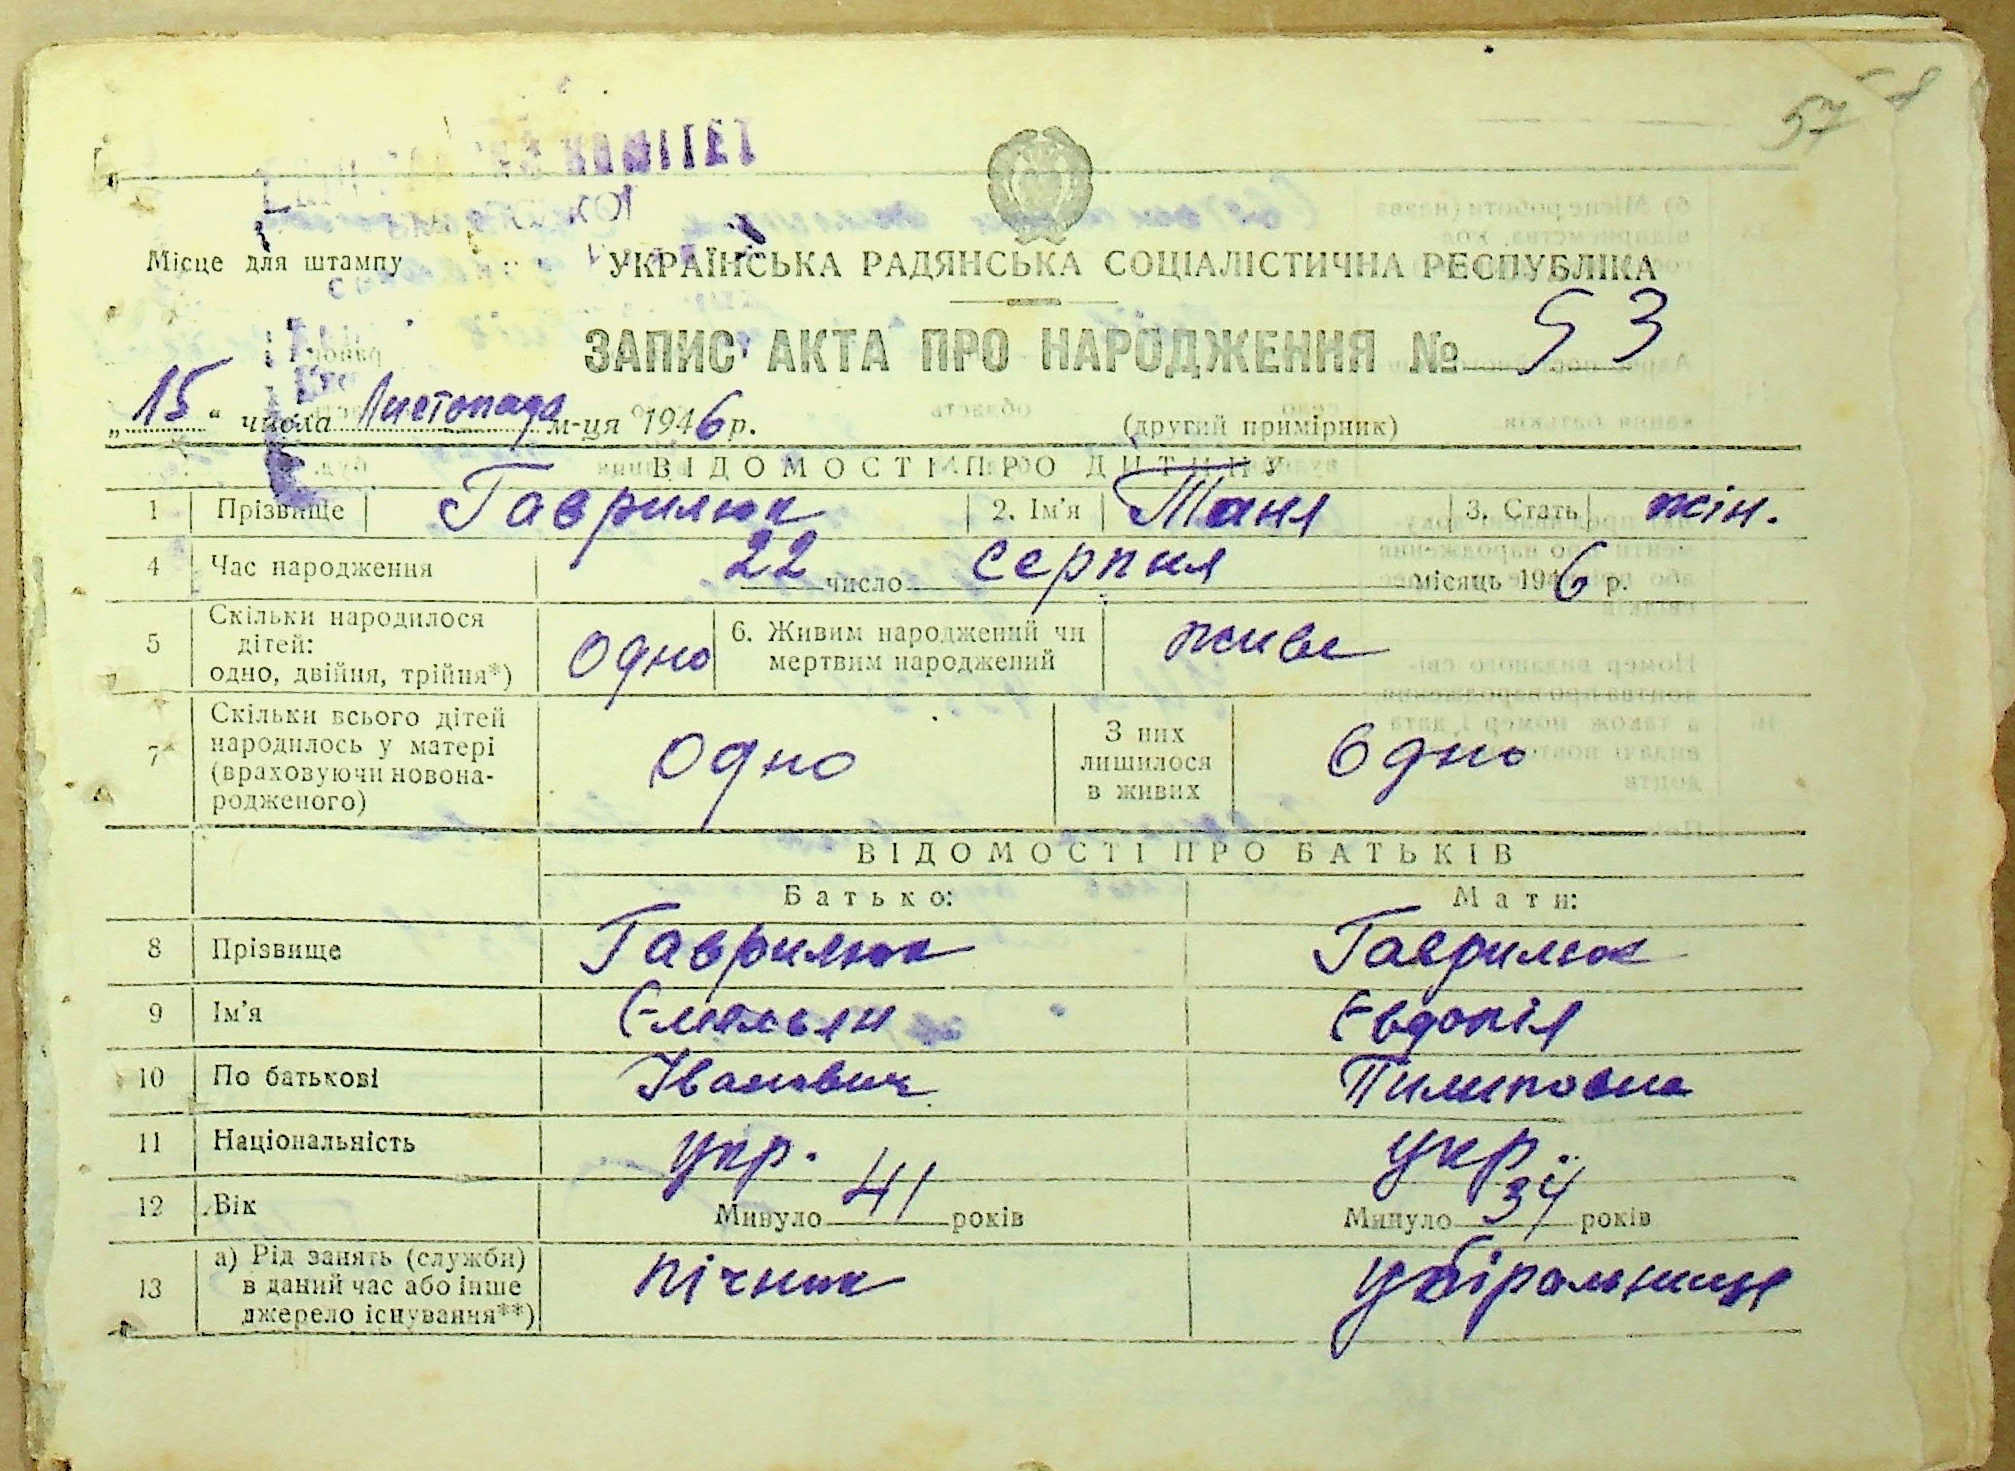 57
Місце для штампу
УКРАЇНСЬКА РАДЯНСЬКА СОЦІАЛІСТИЧНА РЕСПУБЛІКА
ЗАПИС АКТА ПРО НАРОДЖЕННЯ № 53
„15“ числа Листопада м-ця 1946 р. (другий примірник)
ВІДОМОСТІ ПРО ДИТИНУ
1 Прізвище Гаврилюк 2. Ім'я Таня 3. Стать жін.
4 Час народження 22 число серпня місяць 1946 р.
5 Скільки народилося дітей: одно, двійня, трійня*) одно 6. Живим народжений чи мертвим народжений живе
7 Скільки всього дітей народилось у матері (враховуючи новонародженого) одно З них лишилося в живих Одно
ВІДОМОСТІ ПРО БАТЬКІВ
Батько: Мати:
8 Прізвище Гаврилюк Гаврилюк
9 Ім'я Ємельян Євдокія
10 По батькові Іванович Пилиповна
11 Національність укр. укр.
12 Вік Минуло 41 років Минуло 34 років
13 а) Рід занять (служби) в даний час або інше джерело існування**) пічник убіральниця